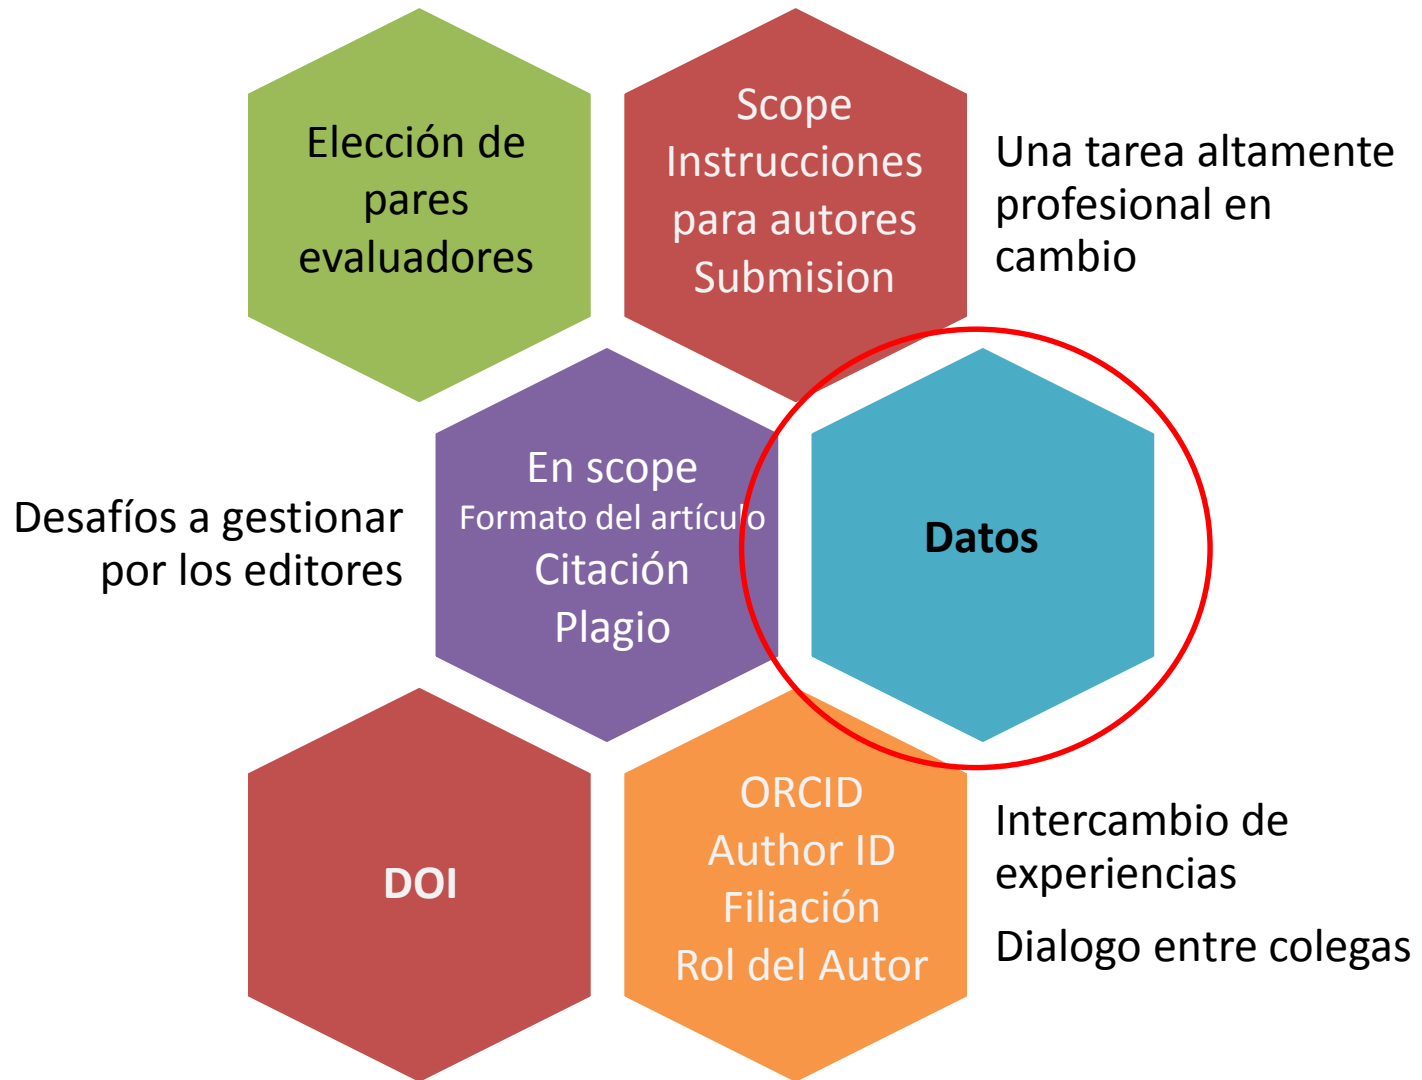 Elección de
pares
evaluadores
Scope
Instrucciones
para autores
Submision
Una tarea altamente
profesional en
cambio
Desafíos a gestionar
por los editores
En scope
Formato del artículo
Citación
Plagio
Datos
DOI
ORCID
Author ID
Filiación
Rol del Autor
Intercambio de
experiencias
Dialogo entre colegas